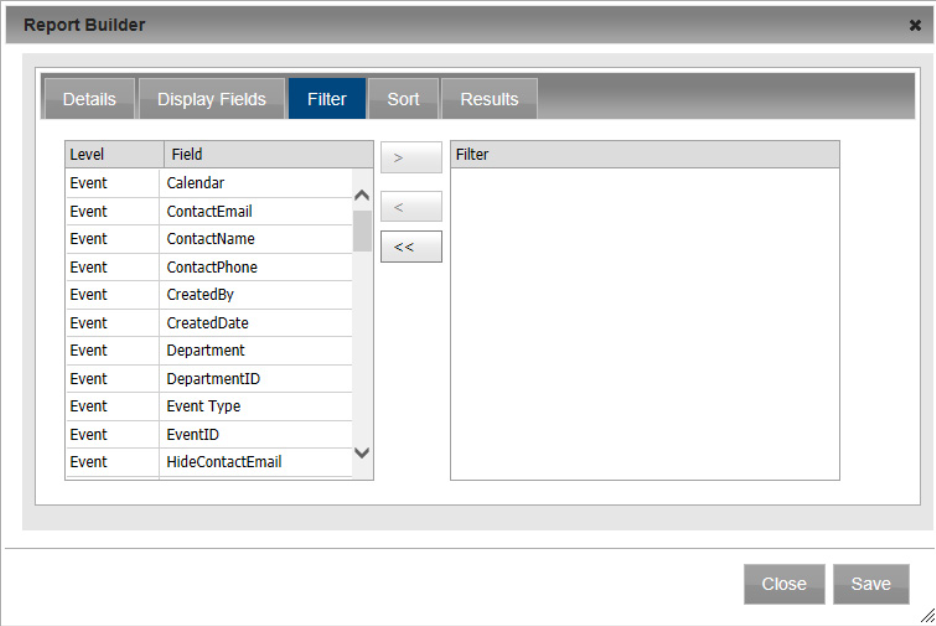 Report Builder ×
Details Display Fields Filter Sort Results
Level Field > Filter
Event Calendar
Event ContactEmail <
Event ContactName <<
Event ContactPhone
Event CreatedBy
Event CreatedDate
Event Department
Event DepartmentID
Event Event Type
Event EventID
Event HideContactEmail
Close Save